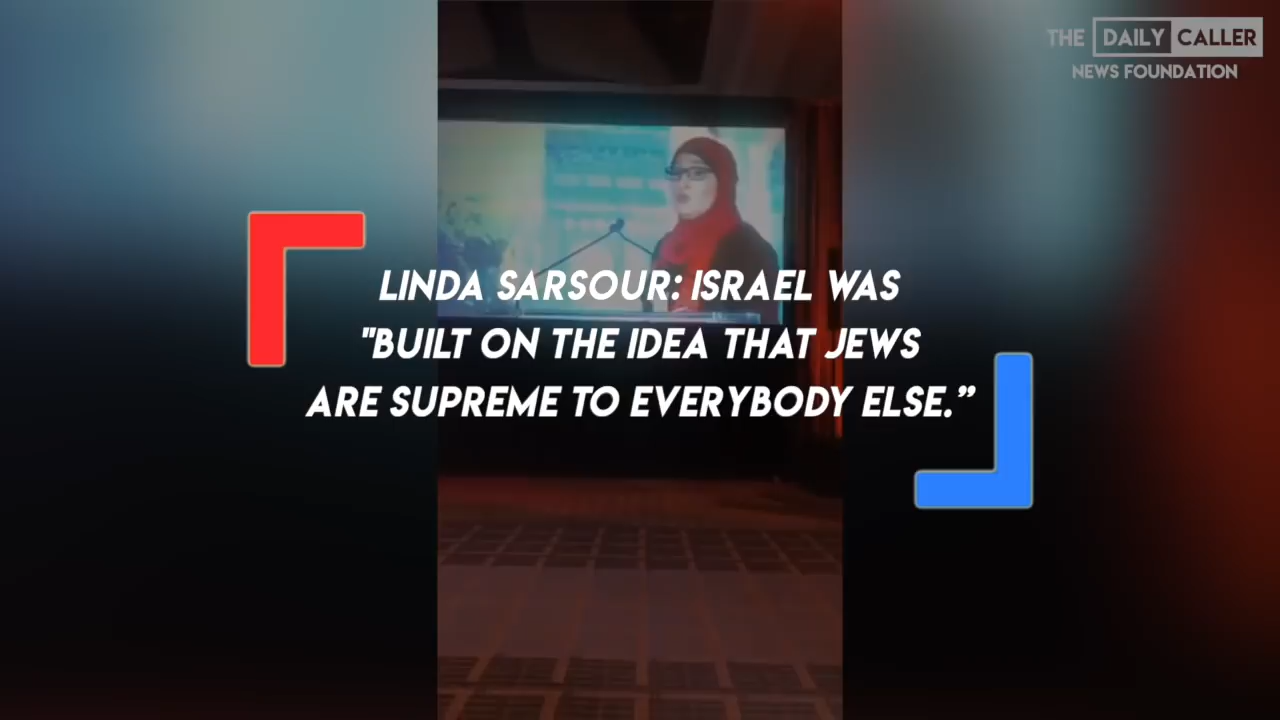 THE DAILY CALLER
NEWS FOUNDATION
LINDA SARSOUR: ISRAEL WAS
"BUILT ON THE IDEA THAT JEWS
ARE SUPREME TO EVERYBODY ELSE.”